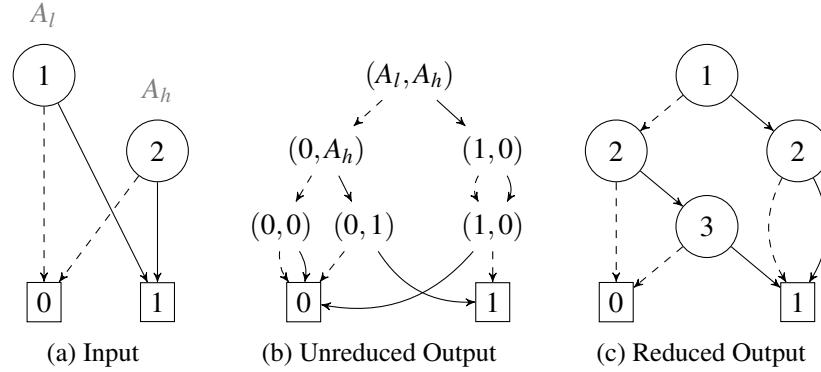 A_l
1
A_h
2
0
1
(a) Input
(A_l, A_h)
(0, A_h)
(1, 0)
(0, 0)
(0, 1)
(1, 0)
0
1
(b) Unreduced Output
1
2
2
3
0
1
(c) Reduced Output